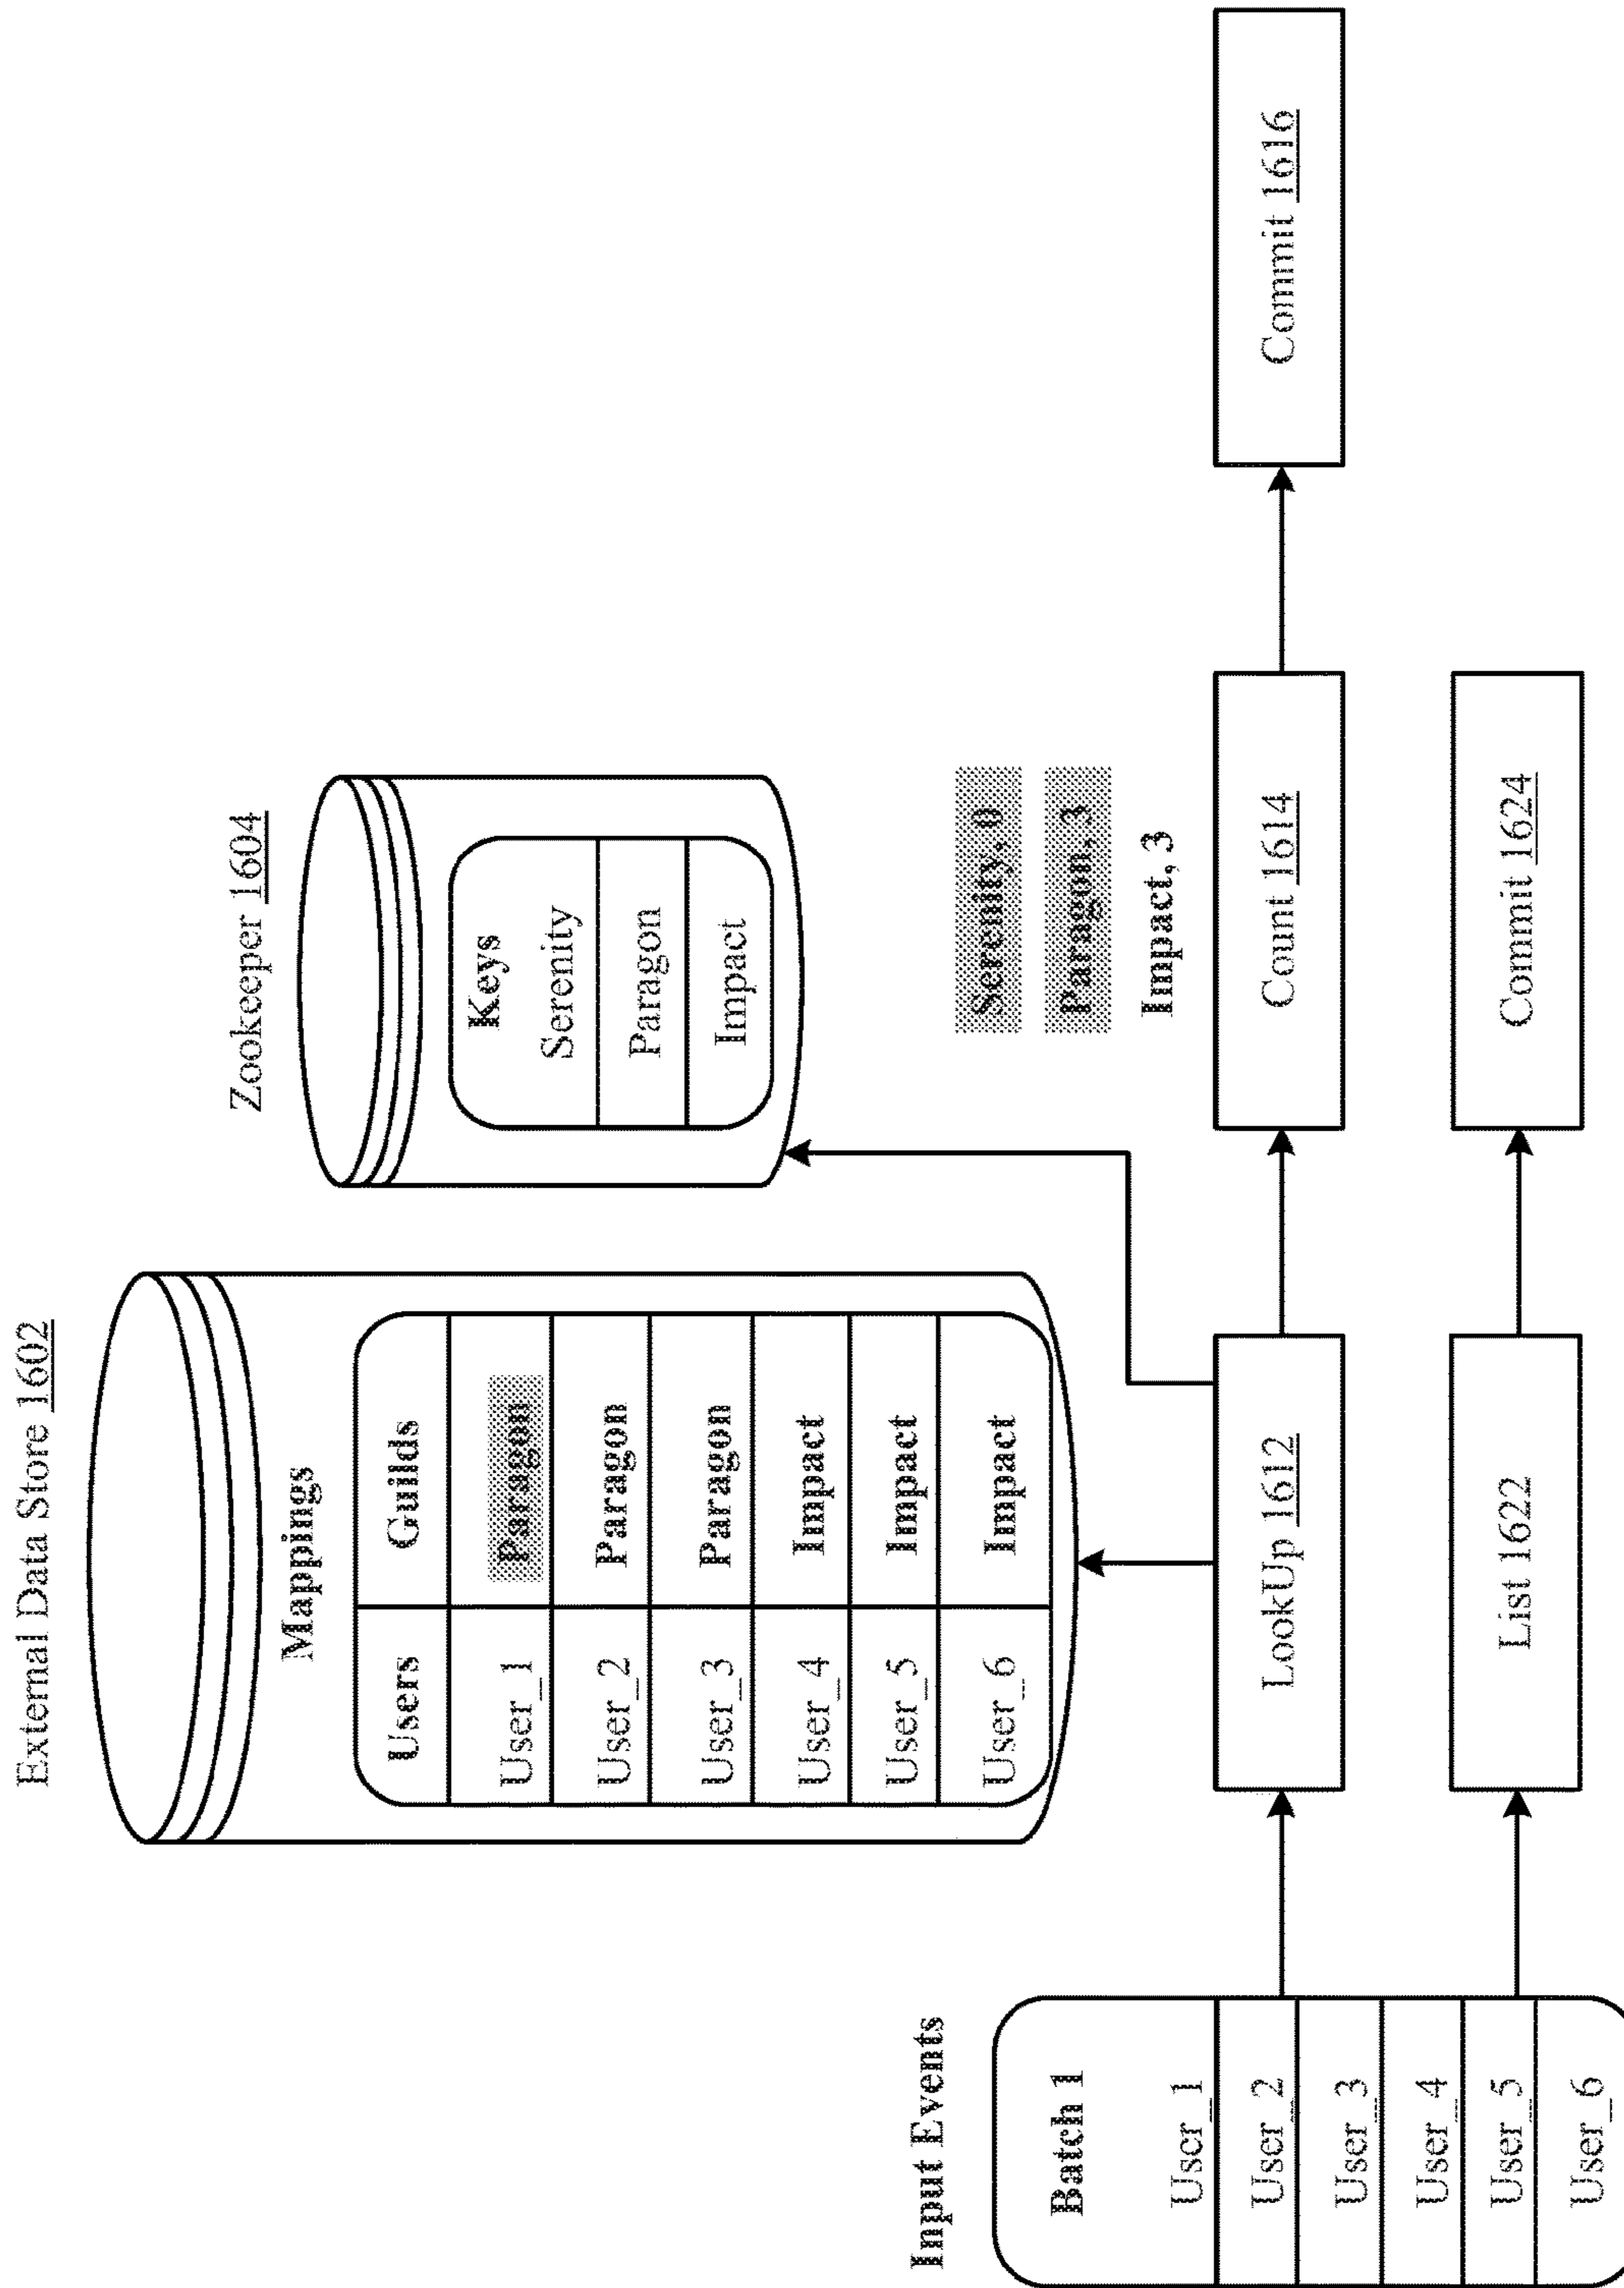 External Data Store 1602
Mappings
Users Guilds
User_1 Paragon
User_2 Paragon
User_3 Paragon
User_4 Impact
User_5 Impact
User_6 Impact
Zookeeper 1604
Keys
Serenity
Paragon
Impact
Serenity, 0
Paragon, 3
Impact, 3
Input Events
Batch 1
User_1
User_2
User_3
User_4
User_5
User_6
LookUp 1612
Count 1614
Commit 1616
List 1622
Commit 1624